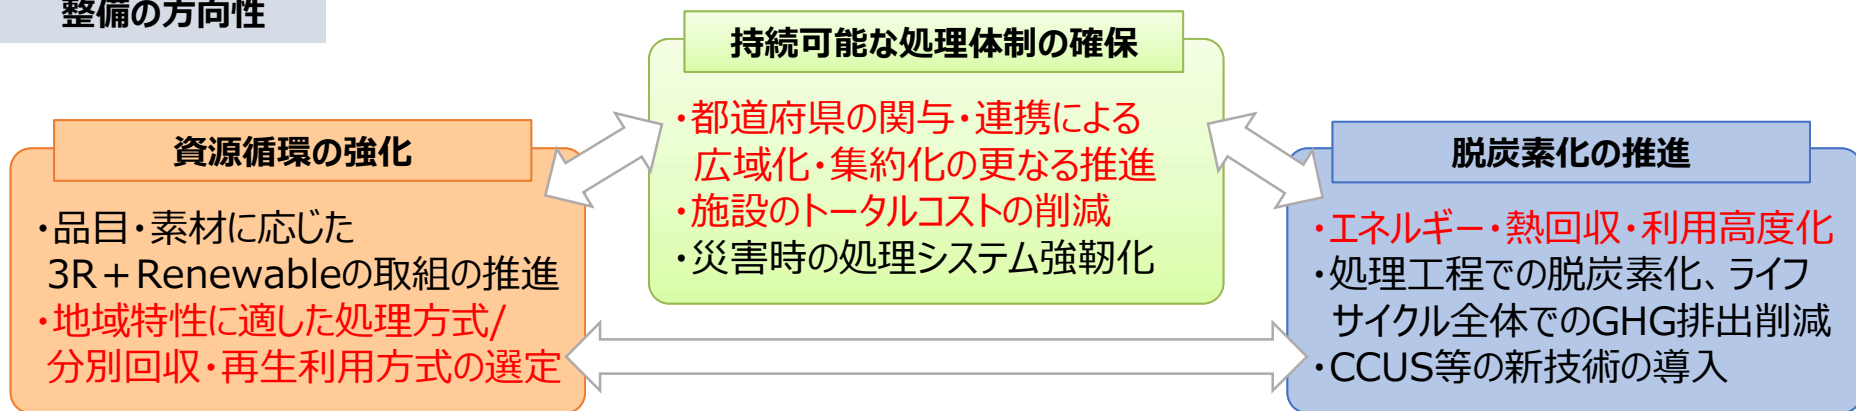 整備の方向性
持続可能な処理体制の確保
・都道府県の関与・連携による
広域化・集約化の更なる推進
・施設のトータルコストの削減
・災害時の処理システム強靭化
資源循環の強化
・品目・素材に応じた
3R+Renewableの取組の推進
・地域特性に適した処理方式/
分別回収・再生利用方式の選定
脱炭素化の推進
・エネルギー・熱回収・利用高度化
・処理工程での脱炭素化、ライフ
サイクル全体でのGHG排出削減
・CCUS等の新技術の導入